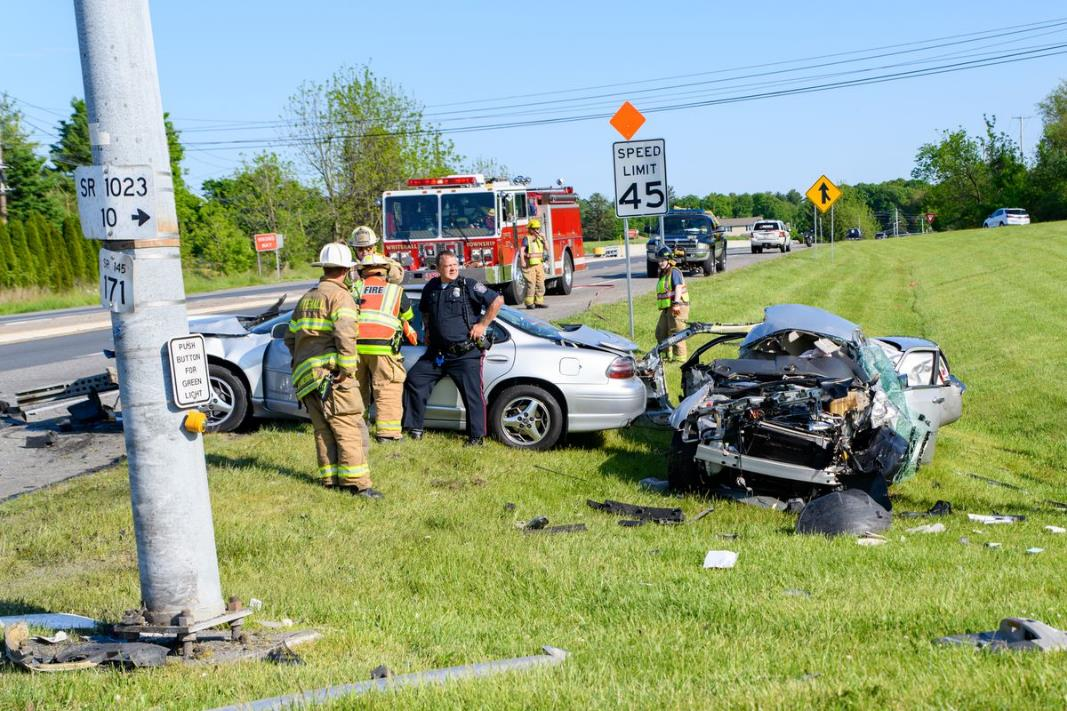 SR 1023
10
SR 145
171
PUSH
BUTTON
FOR
GREEN
LIGHT
WHITEHALL
TOWNSHIP
FIRE
SPEED
LIMIT
45